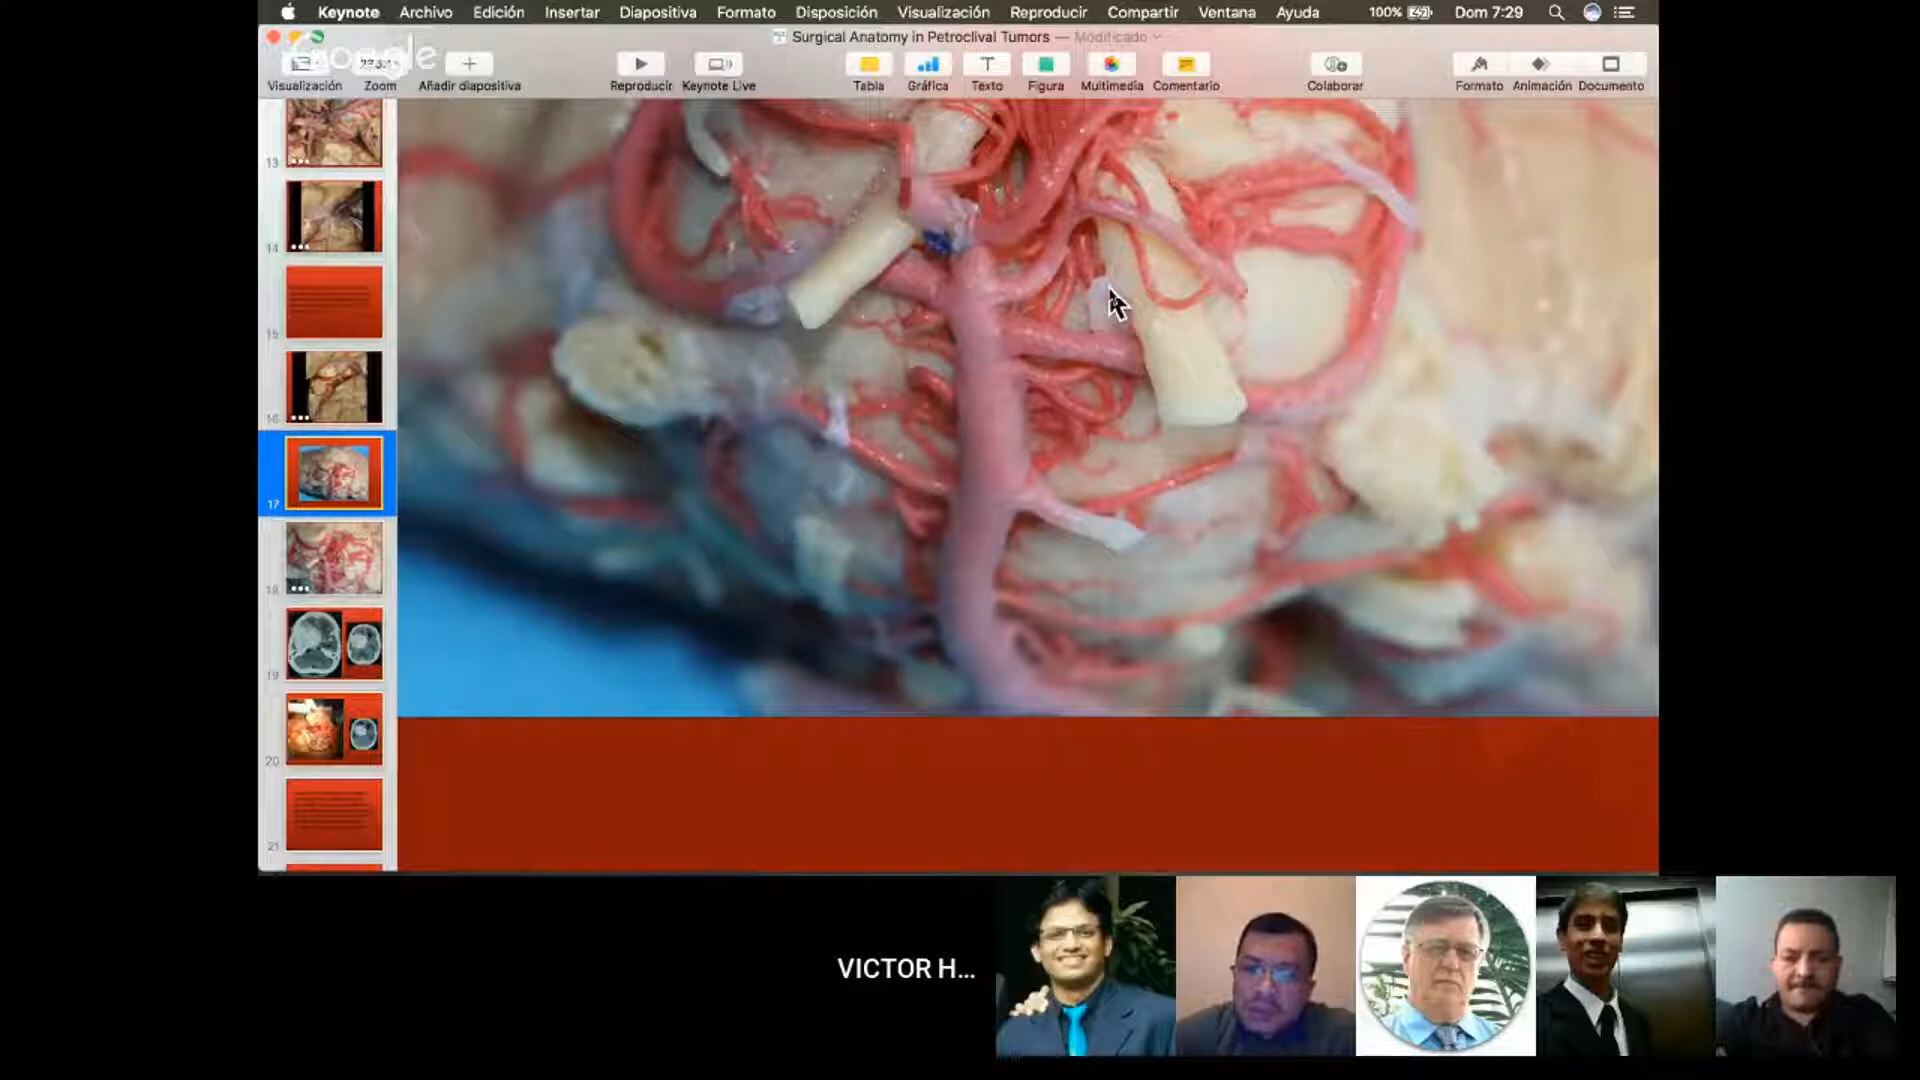 Keynote Archivo Edición Insertar Diapositiva Formato Disposición Visualización Reproducir Compartir Ventana Ayuda 100% Dom 7:29
Surgical Anatomy in Petroclival Tumors — Modificado
Visualización Zoom Añadir diapositiva Reproducir Keynote Live Tabla Gráfica Texto Figura Multimedia Comentario Colaborar Formato Animación Documento
13
14
15
16
17
18
19
20
21
VICTOR H...